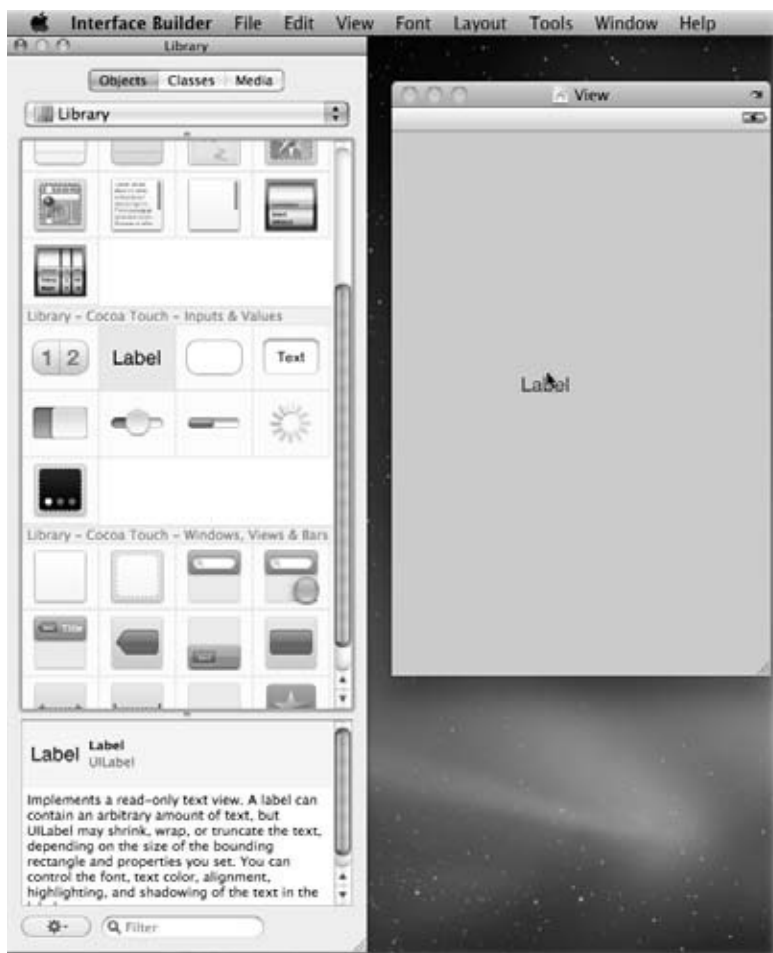 Interface Builder File Edit View Font Layout Tools Window Help
Library
Objects Classes Media
Library
Library – Cocoa Touch – Inputs & Values
1 2 Label Text
Library – Cocoa Touch – Windows, Views & Bars
Title
Label Label
UILabel
Implements a read-only text view. A label can
contain an arbitrary amount of text, but
UILabel may shrink, wrap, or truncate the text,
depending on the size of the bounding
rectangle and properties you set. You can
control the font, text color, alignment,
highlighting, and shadowing of the text in the
Filter
View
Label